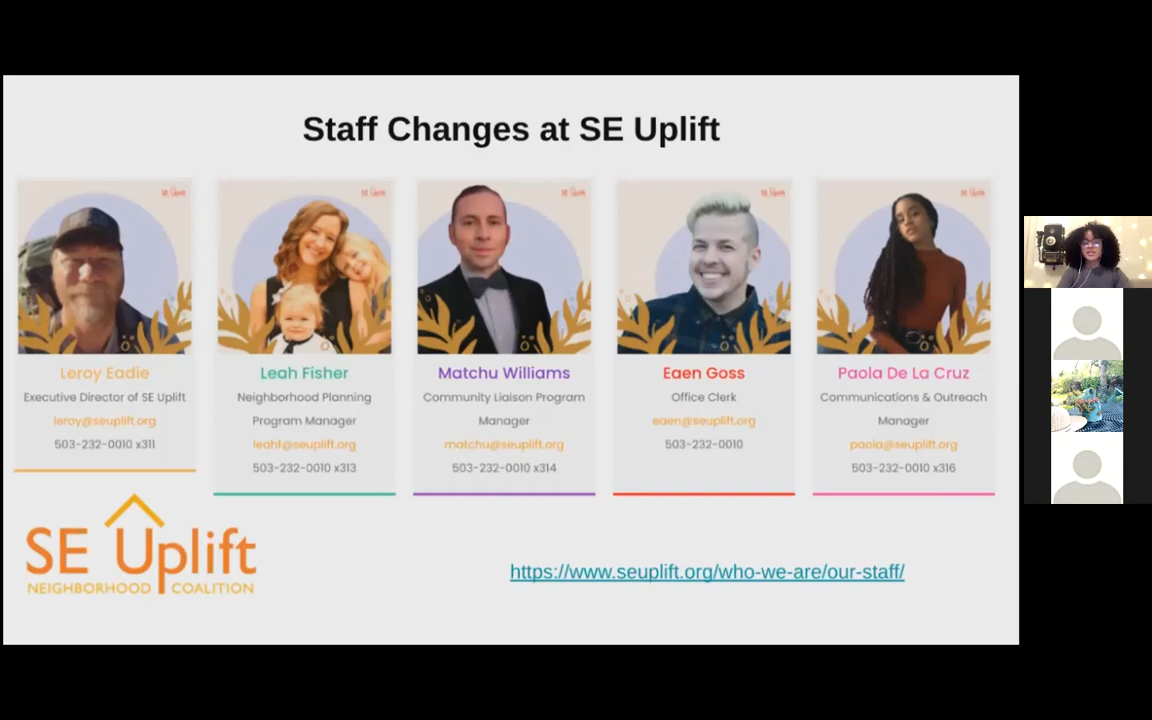 Staff Changes at SE Uplift
Leroy Eadie
Executive Director of SE Uplift
leroy@seuplift.org
503-232-0010 x311
Leah Fisher
Neighborhood Planning
Program Manager
leahf@seuplift.org
503-232-0010 x313
Matchu Williams
Community Liaison Program
Manager
matchu@seuplift.org
503-232-0010 x314
Eaen Goss
Office Clerk
eaen@seuplift.org
503-232-0010
Paola De La Cruz
Communications & Outreach
Manager
paola@seuplift.org
503-232-0010 x316
SE Uplift
NEIGHBORHOOD COALITION
https://www.seuplift.org/who-we-are/our-staff/